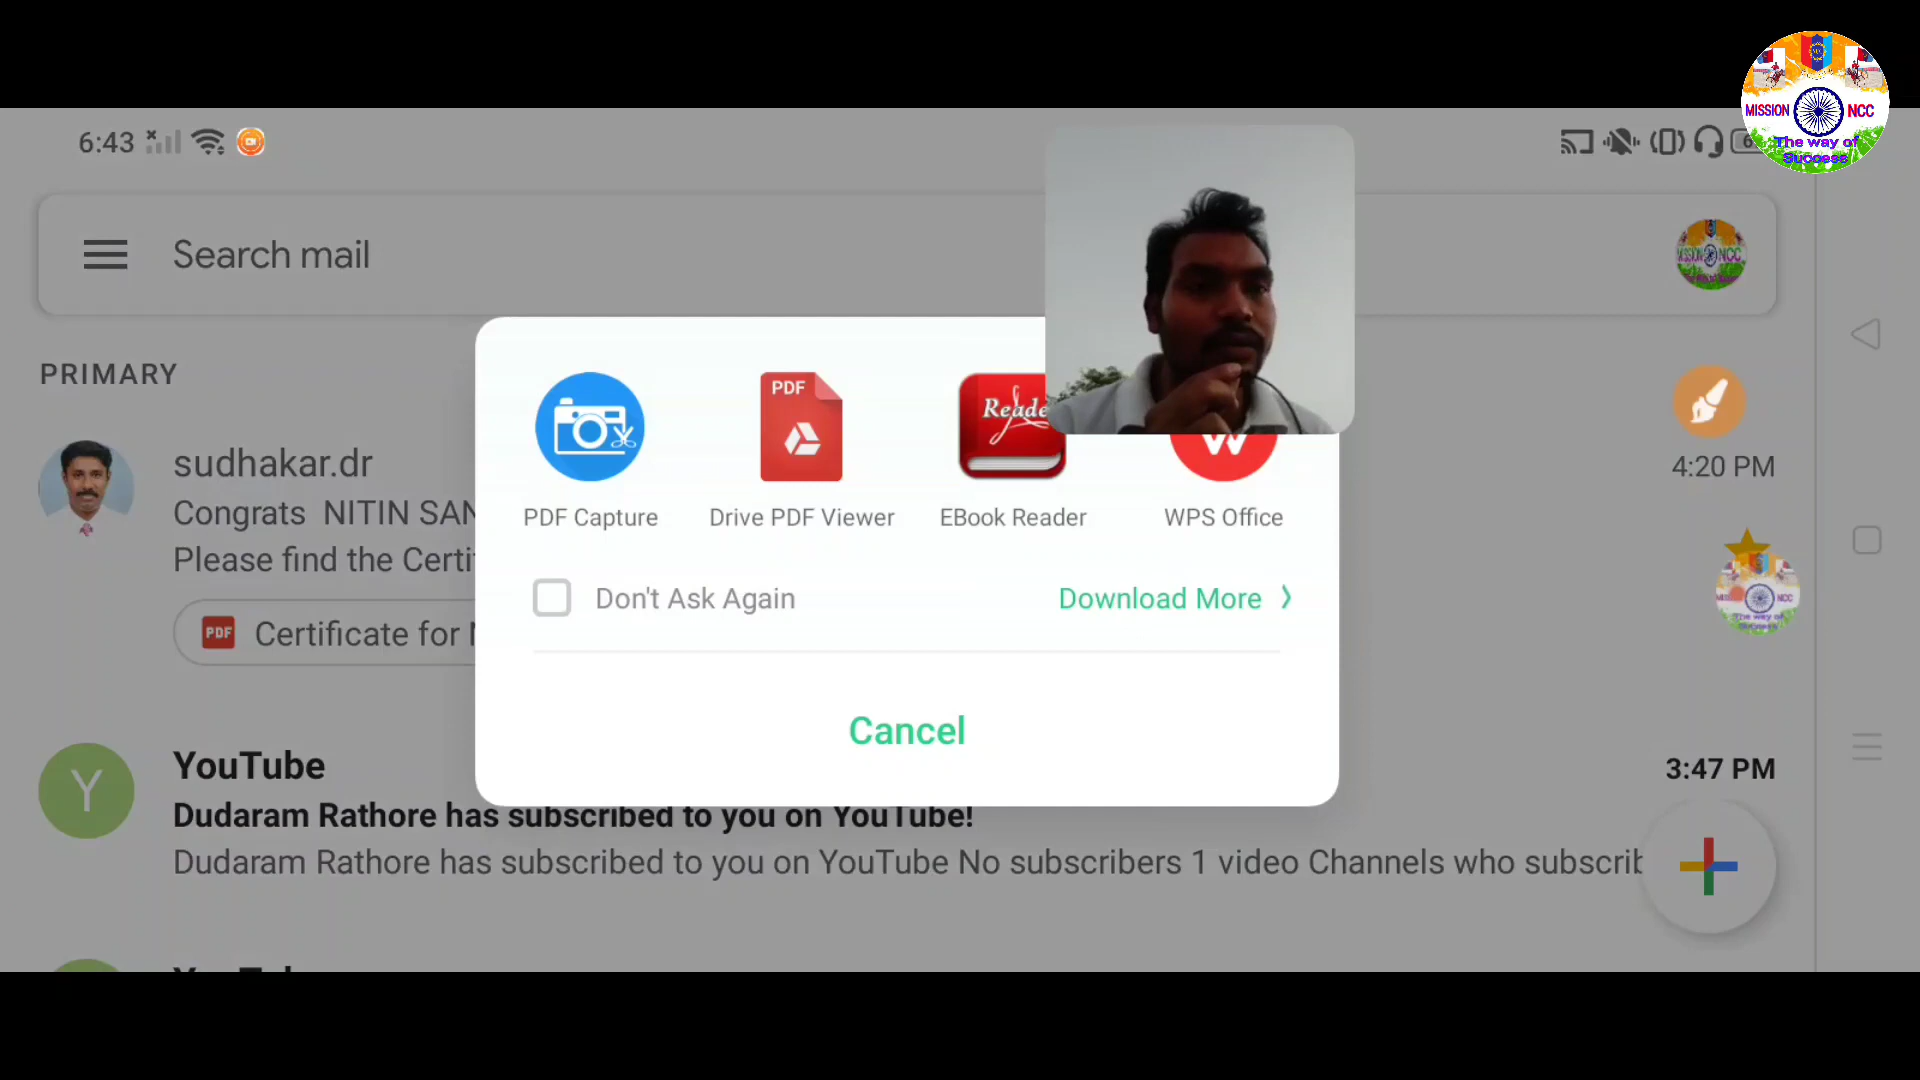 MISSION NCC
The way of
Success
6:43
Search mail
PRIMARY
sudhakar.dr
4:20 PM
Congrats NITIN SAN
Please find the Certi
PDF Certificate for
PDF
Reade
W
PDF Capture
Drive PDF Viewer
EBook Reader
WPS Office
Don't Ask Again
Download More
Cancel
Y
YouTube
3:47 PM
Dudaram Rathore has subscribed to you on YouTube!
Dudaram Rathore has subscribed to you on YouTube No subscribers 1 video Channels who subscrib